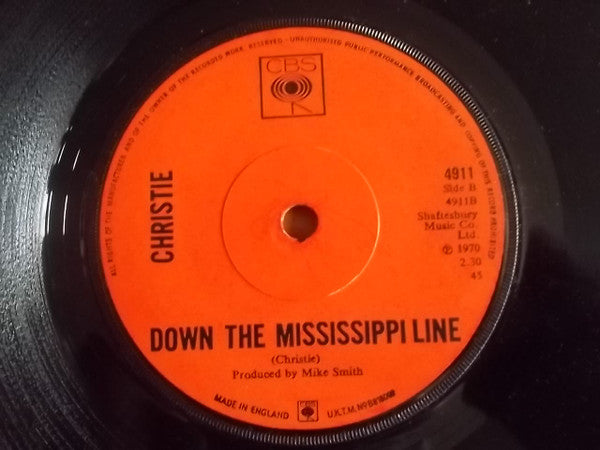 ALL RIGHTS OF THE MANUFACTURER AND OF THE OWNER OF THE RECORDED WORK RESERVED - UNAUTHORISED PUBLIC PERFORMANCE BROADCASTING AND COPYING OF THIS RECORD PROHIBITED
CBS
CHRISTIE
4911
Side B
4911B
Shaftesbury
Music Co.
Ltd.
℗ 1970
2.30
45
DOWN THE MISSISSIPPI LINE
(Christie)
Produced by Mike Smith
MADE IN ENGLAND
U.K.T.M.